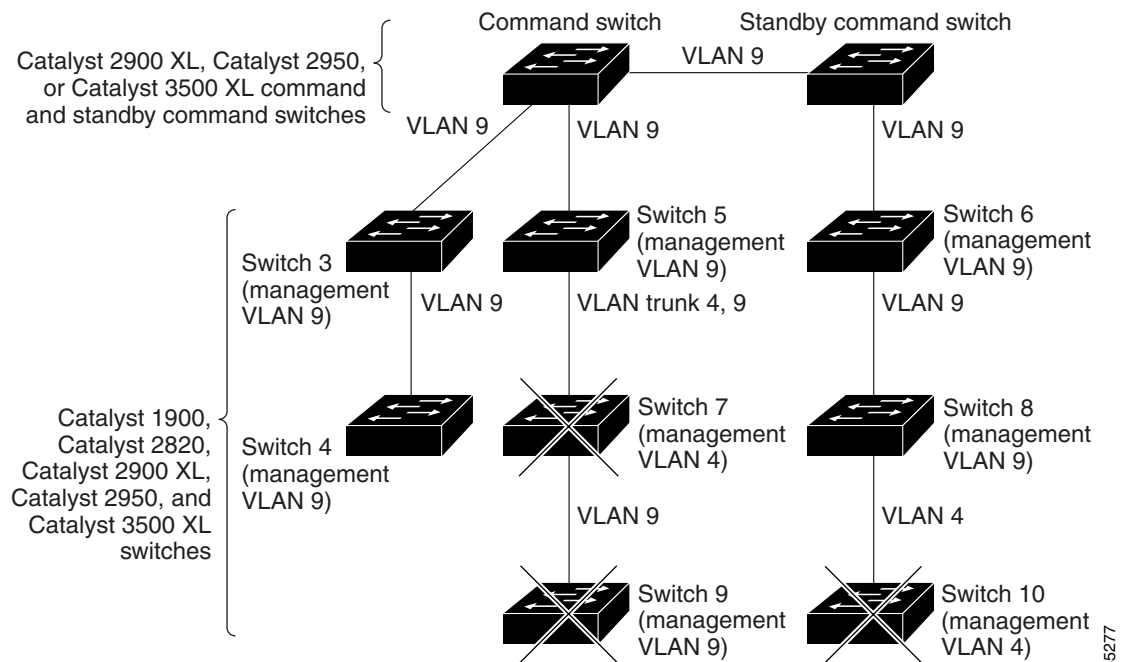 Command switch
Standby command switch
Catalyst 2900 XL, Catalyst 2950,
or Catalyst 3500 XL command
and standby command switches
VLAN 9
VLAN 9
VLAN 9
VLAN 9
Switch 3
(management
VLAN 9)
Switch 5
(management
VLAN 9)
Switch 6
(management
VLAN 9)
VLAN 9
VLAN trunk 4, 9
VLAN 9
Catalyst 1900,
Catalyst 2820,
Catalyst 2900 XL,
Catalyst 2950, and
Catalyst 3500 XL
switches
Switch 4
(management
VLAN 9)
Switch 7
(management
VLAN 4)
Switch 8
(management
VLAN 9)
VLAN 9
VLAN 4
Switch 9
(management
VLAN 9)
Switch 10
(management
VLAN 4)
5277